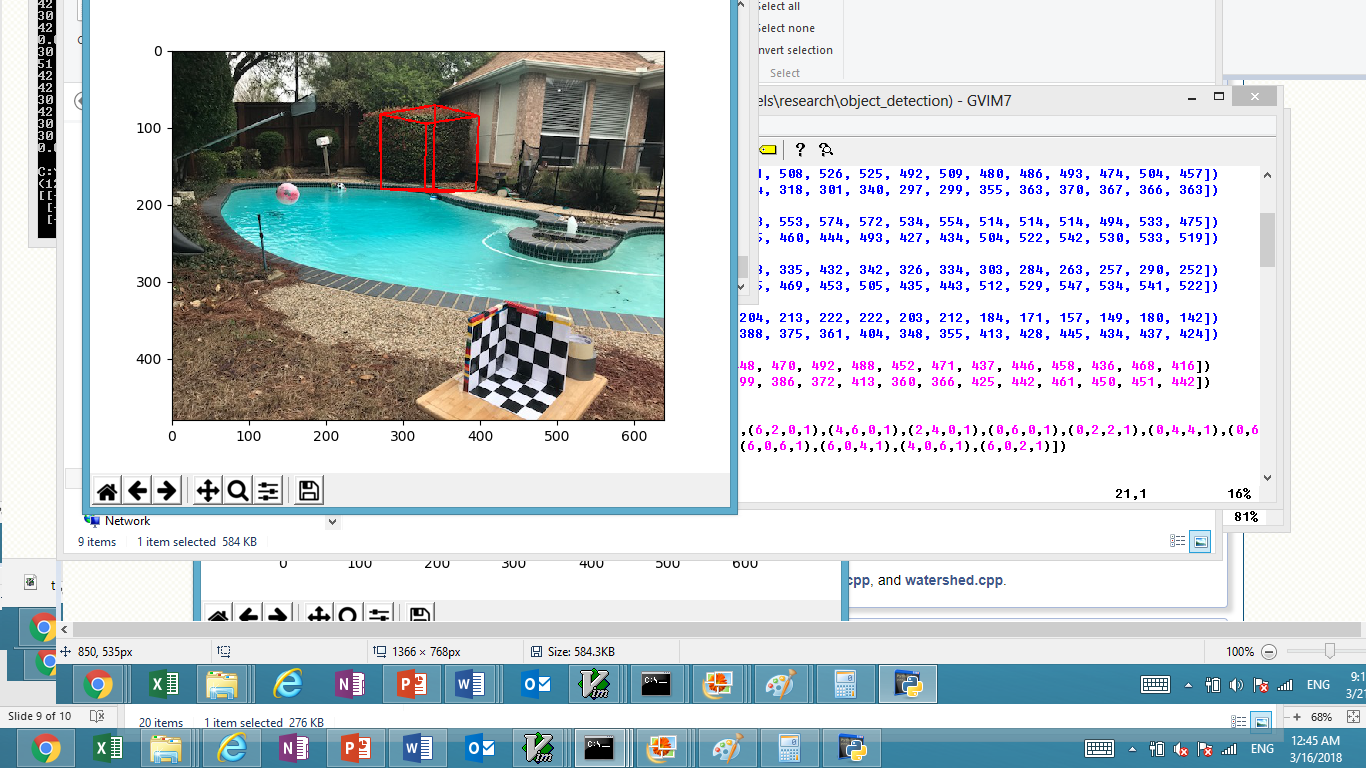 42
30
42
0.0
30
51
42
42
30
42
30
30
0.0
C:\
(12
[[
[
[
0
100
200
300
400
0 100 200 300 400 500 600
Select all
Select none
Invert selection
Select
els\research\object_detection) - GVIM7
, 508, 526, 525, 492, 509, 480, 486, 493, 474, 504, 457])
, 318, 301, 340, 297, 299, 355, 363, 370, 367, 366, 363])
, 553, 574, 572, 534, 554, 514, 514, 514, 494, 533, 475])
, 460, 444, 493, 427, 434, 504, 522, 542, 530, 533, 519])
, 335, 432, 342, 326, 334, 303, 284, 263, 257, 290, 252])
, 469, 453, 505, 435, 443, 512, 529, 547, 534, 541, 522])
204, 213, 222, 222, 203, 212, 184, 171, 157, 149, 180, 142])
388, 375, 361, 404, 348, 355, 413, 428, 445, 434, 437, 424])
48, 470, 492, 488, 452, 471, 437, 446, 458, 436, 468, 416])
99, 386, 372, 413, 360, 366, 425, 442, 461, 450, 451, 442])
,(6,2,0,1),(4,6,0,1),(2,4,0,1),(0,6,0,1),(0,2,2,1),(0,4,4,1),(0,6
(6,0,6,1),(6,0,4,1),(4,0,6,1),(6,0,2,1)])
21,1 16%
81%
Network
9 items 1 item selected 584 KB
0 100 200 300 400 500 600
cpp, and watershed.cpp.
850, 535px 1366 × 768px Size: 584.3KB 100%
ENG 9:1
3/21
Slide 9 of 10 20 items 1 item selected 276 KB 68%
ENG 12:45 AM
3/16/2018